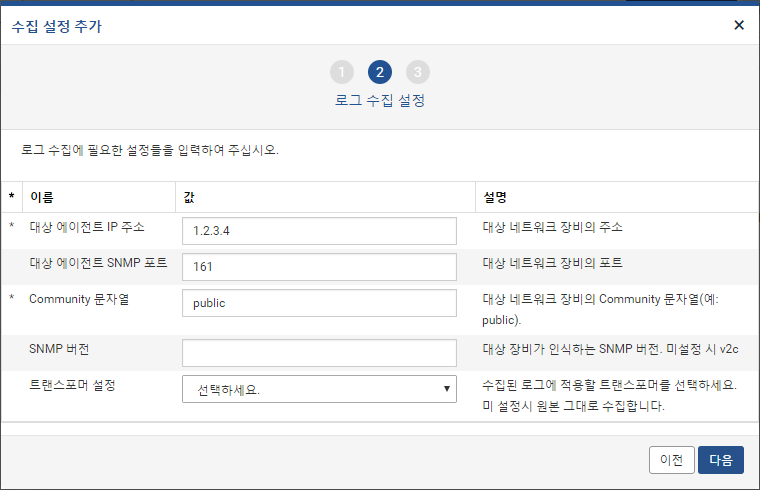 수집 설정 추가 ×
1 2 3
로그 수집 설정
로그 수집에 필요한 설정들을 입력하여 주십시오.
* 이름 값 설명
* 대상 에이전트 IP 주소 1.2.3.4 대상 네트워크 장비의 주소
대상 에이전트 SNMP 포트 161 대상 네트워크 장비의 포트
* Community 문자열 public 대상 네트워크 장비의 Community 문자열(예:
public).
SNMP 버전 대상 장비가 인식하는 SNMP 버전. 미설정 시 v2c
트랜스포머 설정 선택하세요. 수집된 로그에 적용할 트랜스포머를 선택하세요.
미 설정시 원본 그대로 수집합니다.
이전 다음